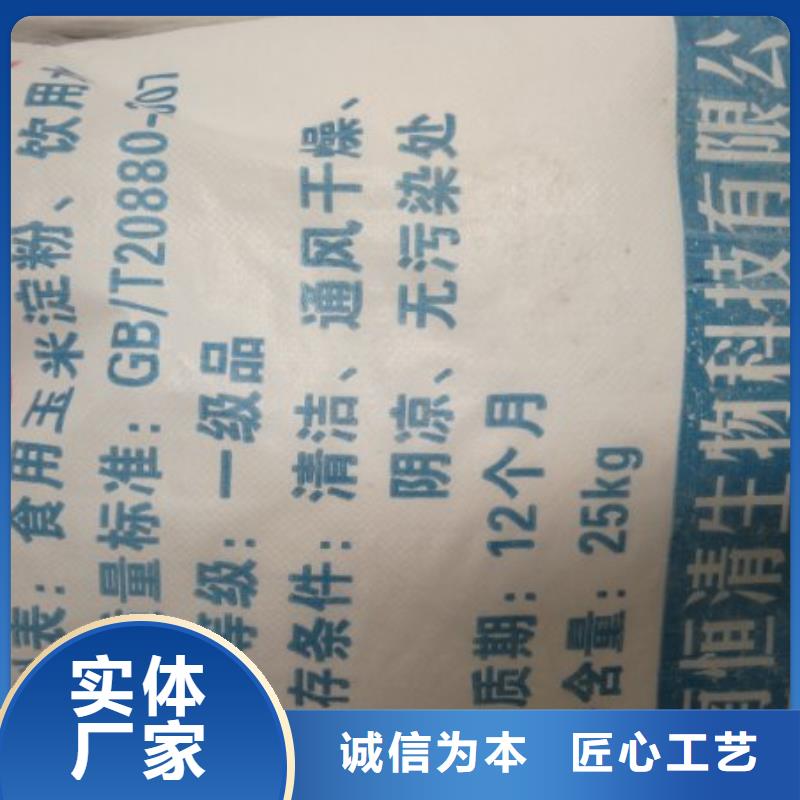 表：食用玉米淀粉、饮用
量标准：GB/T20880-
等级：一级品
存条件：清洁、通风干燥、
阴凉、无污染处
质期：12个月
含量：25kg
恒清生物科技有限公
实体
厂家
诚信为本 匠心工艺